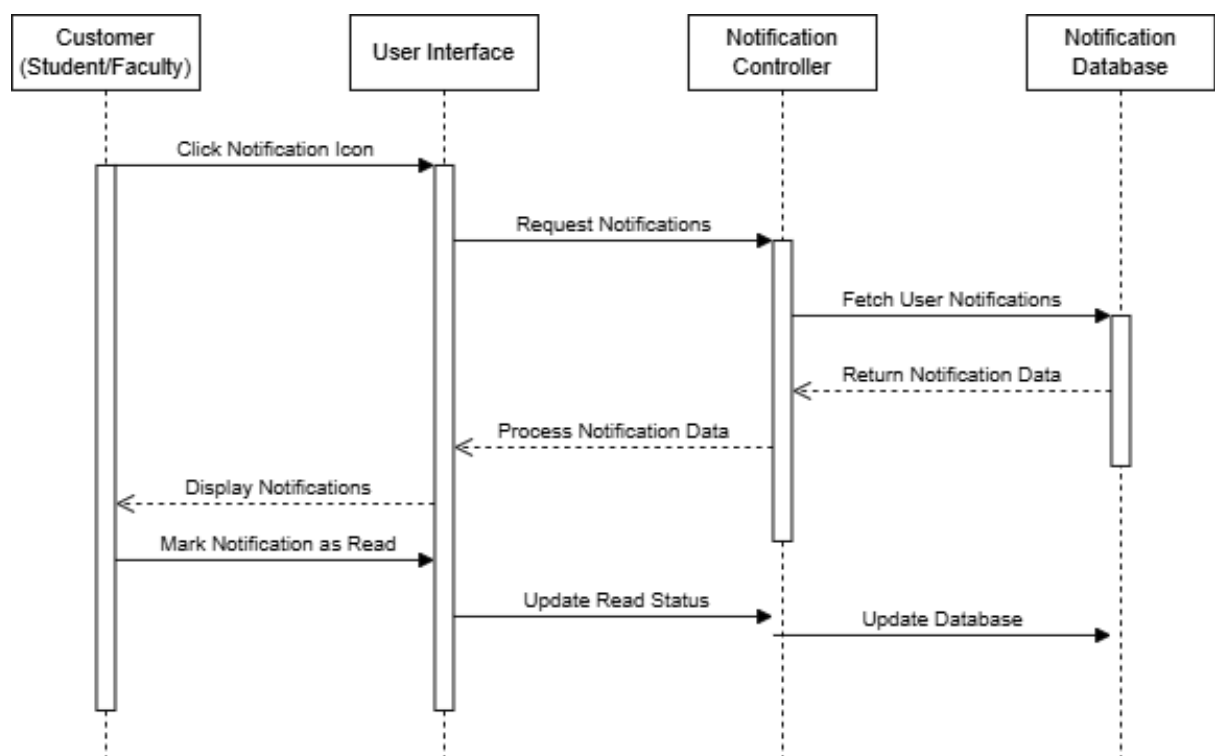 Customer
(Student/Faculty)
User Interface
Notification
Controller
Notification
Database
Click Notification Icon
Request Notifications
Fetch User Notifications
Return Notification Data
Process Notification Data
Display Notifications
Mark Notification as Read
Update Read Status
Update Database